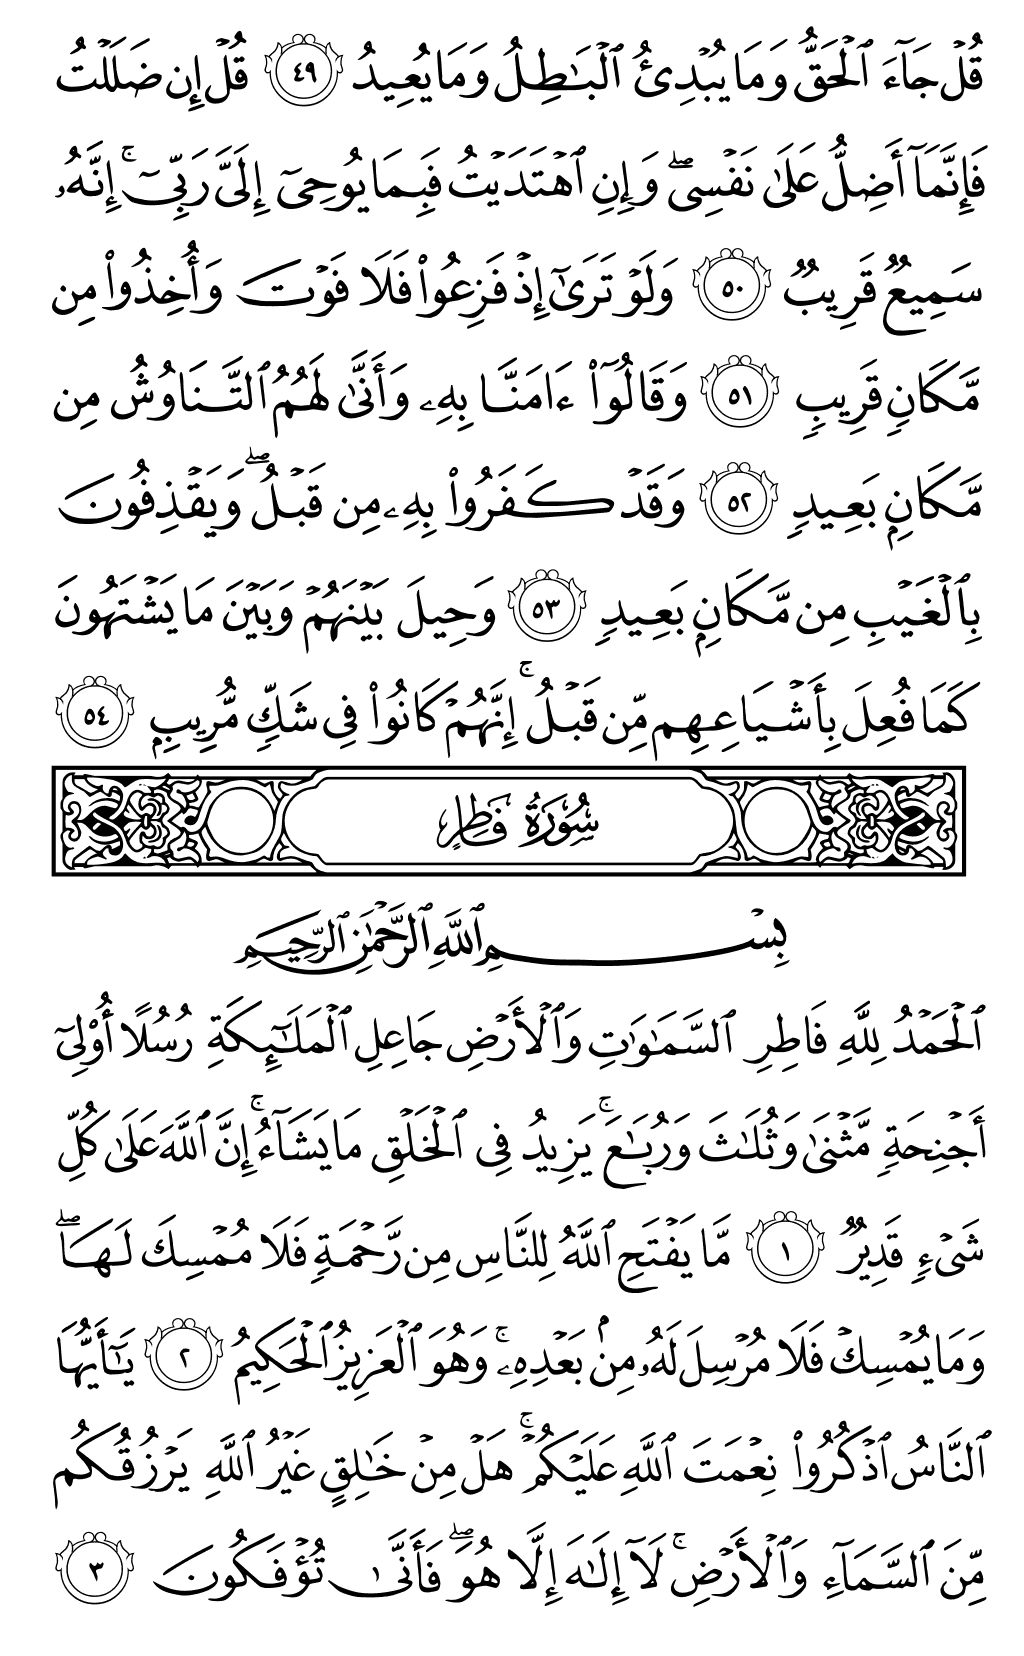 قُلۡ جَآءَ ٱلۡحَقُّ وَمَا يُبۡدِئُ ٱلۡبَٰطِلُ وَمَا يُعِيدُ ٤٩ قُلۡ إِن ضَلَلۡتُ
فَإِنَّمَآ أَضِلُّ عَلَىٰ نَفۡسِيۖ وَإِنِ ٱهۡتَدَيۡتُ فَبِمَا يُوحِيٓ إِلَيَّ رَبِّيٓۚ إِنَّهُۥ
سَمِيعٞ قَرِيبٞ ٥٠ وَلَوۡ تَرَىٰٓ إِذۡ فَزِعُواْ فَلَا فَوۡتَ وَأُخِذُواْ مِن
مَّكَانٖ قَرِيبٖ ٥١ وَقَالُوٓاْ ءَامَنَّا بِهِۦ وَأَنَّىٰ لَهُمُ ٱلتَّنَاوُشُ مِن
مَّكَانِۭ بَعِيدٖ ٥٢ وَقَدۡ كَفَرُواْ بِهِۦ مِن قَبۡلُۖ وَيَقۡذِفُونَ
بِٱلۡغَيۡبِ مِن مَّكَانِۭ بَعِيدٖ ٥٣ وَحِيلَ بَيۡنَهُمۡ وَبَيۡنَ مَا يَشۡتَهُونَ
كَمَا فُعِلَ بِأَشۡيَاعِهِم مِّن قَبۡلُۚ إِنَّهُمۡ كَانُواْ فِي شَكّٖ مُّرِيبِۭ ٥٤
سُورَةُ فَاطِرٍ
بِسۡمِ ٱللَّهِ ٱلرَّحۡمَٰنِ ٱلرَّحِيمِ
ٱلۡحَمۡدُ لِلَّهِ فَاطِرِ ٱلسَّمَٰوَٰتِ وَٱلۡأَرۡضِ جَاعِلِ ٱلۡمَلَٰٓئِكَةِ رُسُلًا أُوْلِيٓ
أَجۡنِحَةٖ مَّثۡنَىٰ وَثُلَٰثَ وَرُبَٰعَۚ يَزِيدُ فِي ٱلۡخَلۡقِ مَا يَشَآءُۚ إِنَّ ٱللَّهَ عَلَىٰ كُلِّ
شَيۡءٖ قَدِيرٞ ١ مَّا يَفۡتَحِ ٱللَّهُ لِلنَّاسِ مِن رَّحۡمَةٖ فَلَا مُمۡسِكَ لَهَاۖ
وَمَا يُمۡسِكۡ فَلَا مُرۡسِلَ لَهُۥ مِنۢ بَعۡدِهِۦۚ وَهُوَ ٱلۡعَزِيزُ ٱلۡحَكِيمُ ٢ يَٰٓأَيُّهَا
ٱلنَّاسُ ٱذۡكُرُواْ نِعۡمَتَ ٱللَّهِ عَلَيۡكُمۡۚ هَلۡ مِنۡ خَٰلِقٍ غَيۡرُ ٱللَّهِ يَرۡزُقُكُم
مِّنَ ٱلسَّمَآءِ وَٱلۡأَرۡضِۚ لَآ إِلَٰهَ إِلَّا هُوَۖ فَأَنَّىٰ تُؤۡفَكُونَ ٣